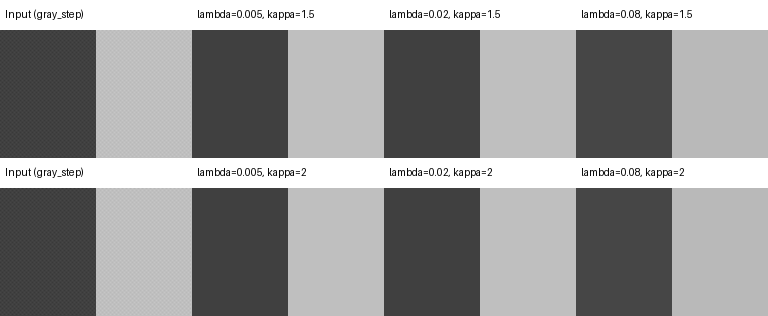 Input (gray_step) lambda=0.005, kappa=1.5 lambda=0.02, kappa=1.5 lambda=0.08, kappa=1.5
Input (gray_step) lambda=0.005, kappa=2 lambda=0.02, kappa=2 lambda=0.08, kappa=2